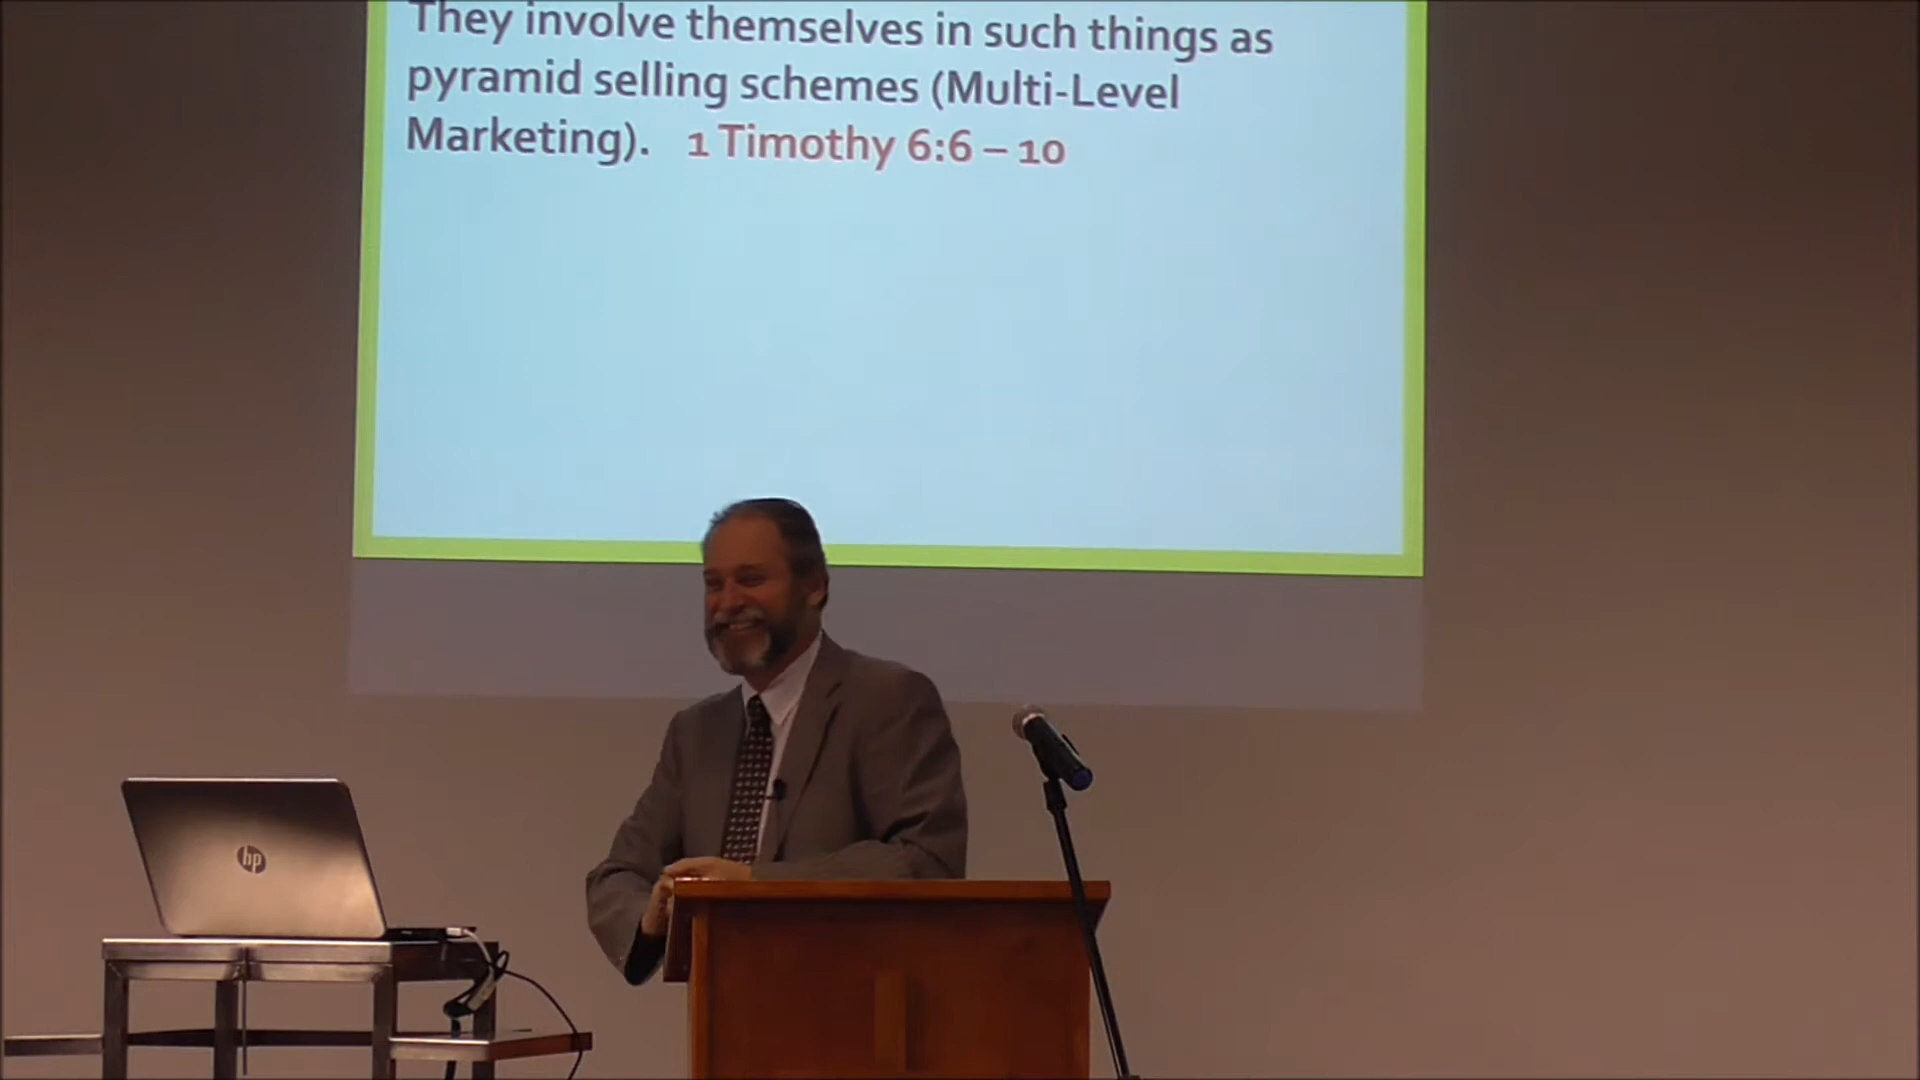 They involve themselves in such things as
pyramid selling schemes (Multi-Level
Marketing). 1 Timothy 6:6 – 10
hp